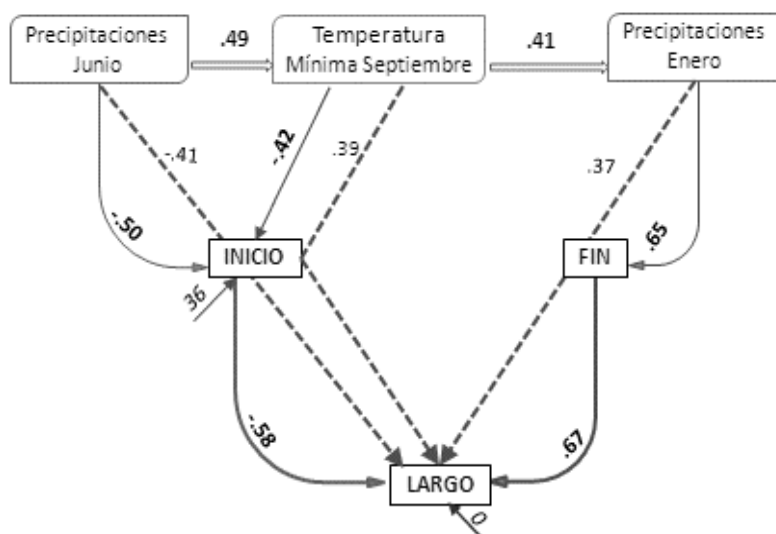 Precipitaciones
Junio
.49
Temperatura
Mínima Septiembre
.41
Precipitaciones
Enero
-.41
-.42
.39
.37
-.50
.65
INICIO
FIN
36
-.58
.67
LARGO
0